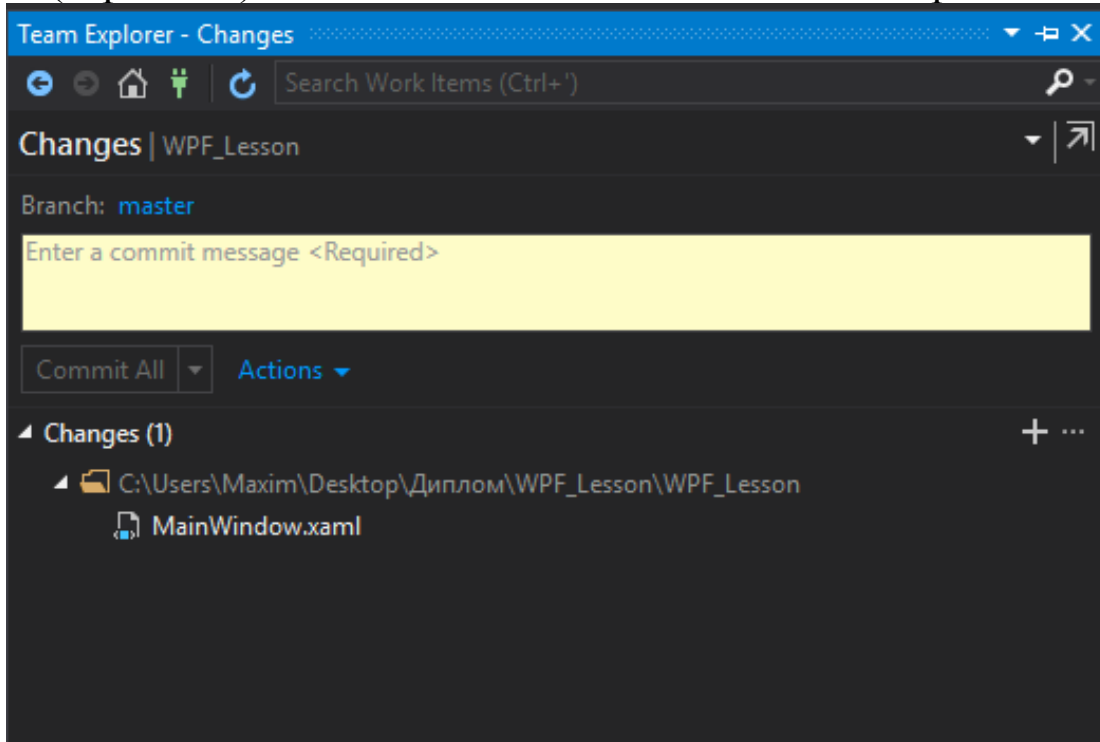 Team Explorer - Changes
Search Work Items (Ctrl+')
Changes | WPF_Lesson
Branch: master
Enter a commit message <Required>
Commit All Actions
Changes (1)
C:\Users\Maxim\Desktop\Диплом\WPF_Lesson\WPF_Lesson
MainWindow.xaml